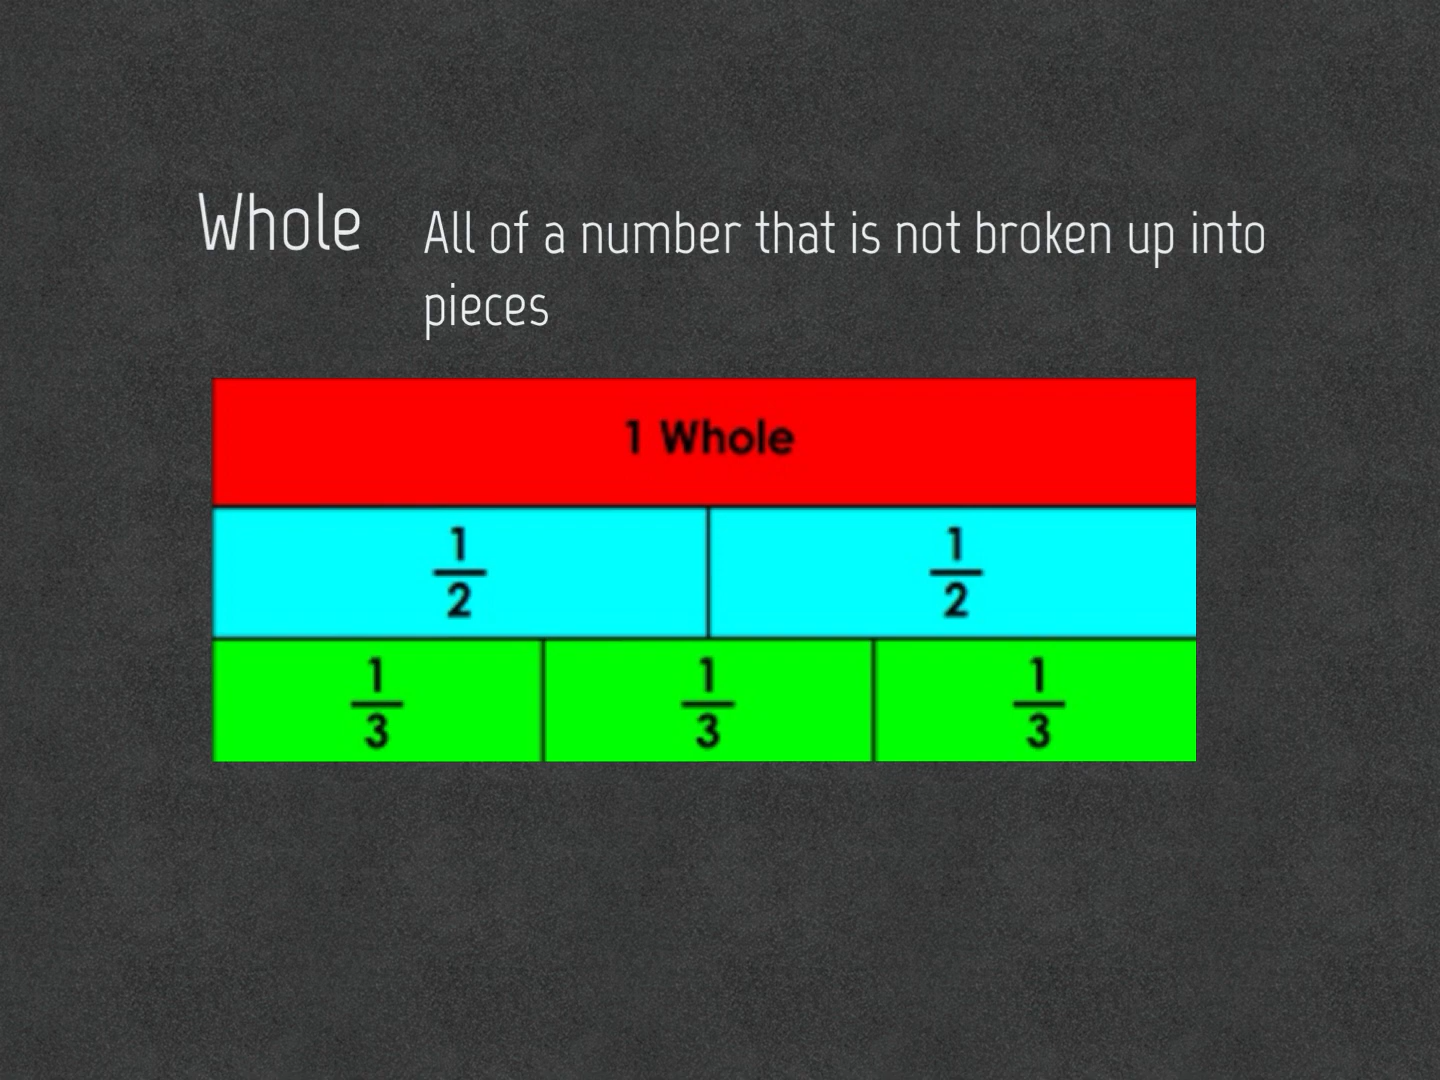 Whole
All of a number that is not broken up into
pieces
1 Whole
1/2 1/2
1/3 1/3 1/3